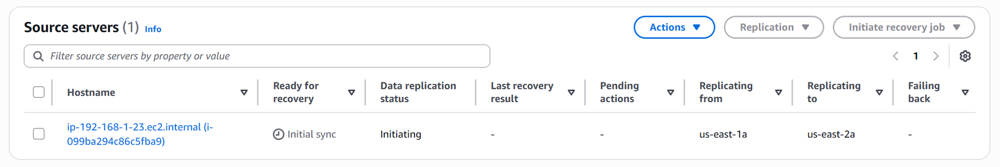 Source servers (1) Info
Actions
Replication
Initiate recovery job
Filter source servers by property or value
1
Hostname
Ready for
recovery
Data replication
status
Last recovery
result
Pending
actions
Replicating
from
Replicating
to
Failing
back
ip-192-168-1-23.ec2.internal (i-
099ba294c86c5fba9)
Initial sync
Initiating
-
-
us-east-1a
us-east-2a
-